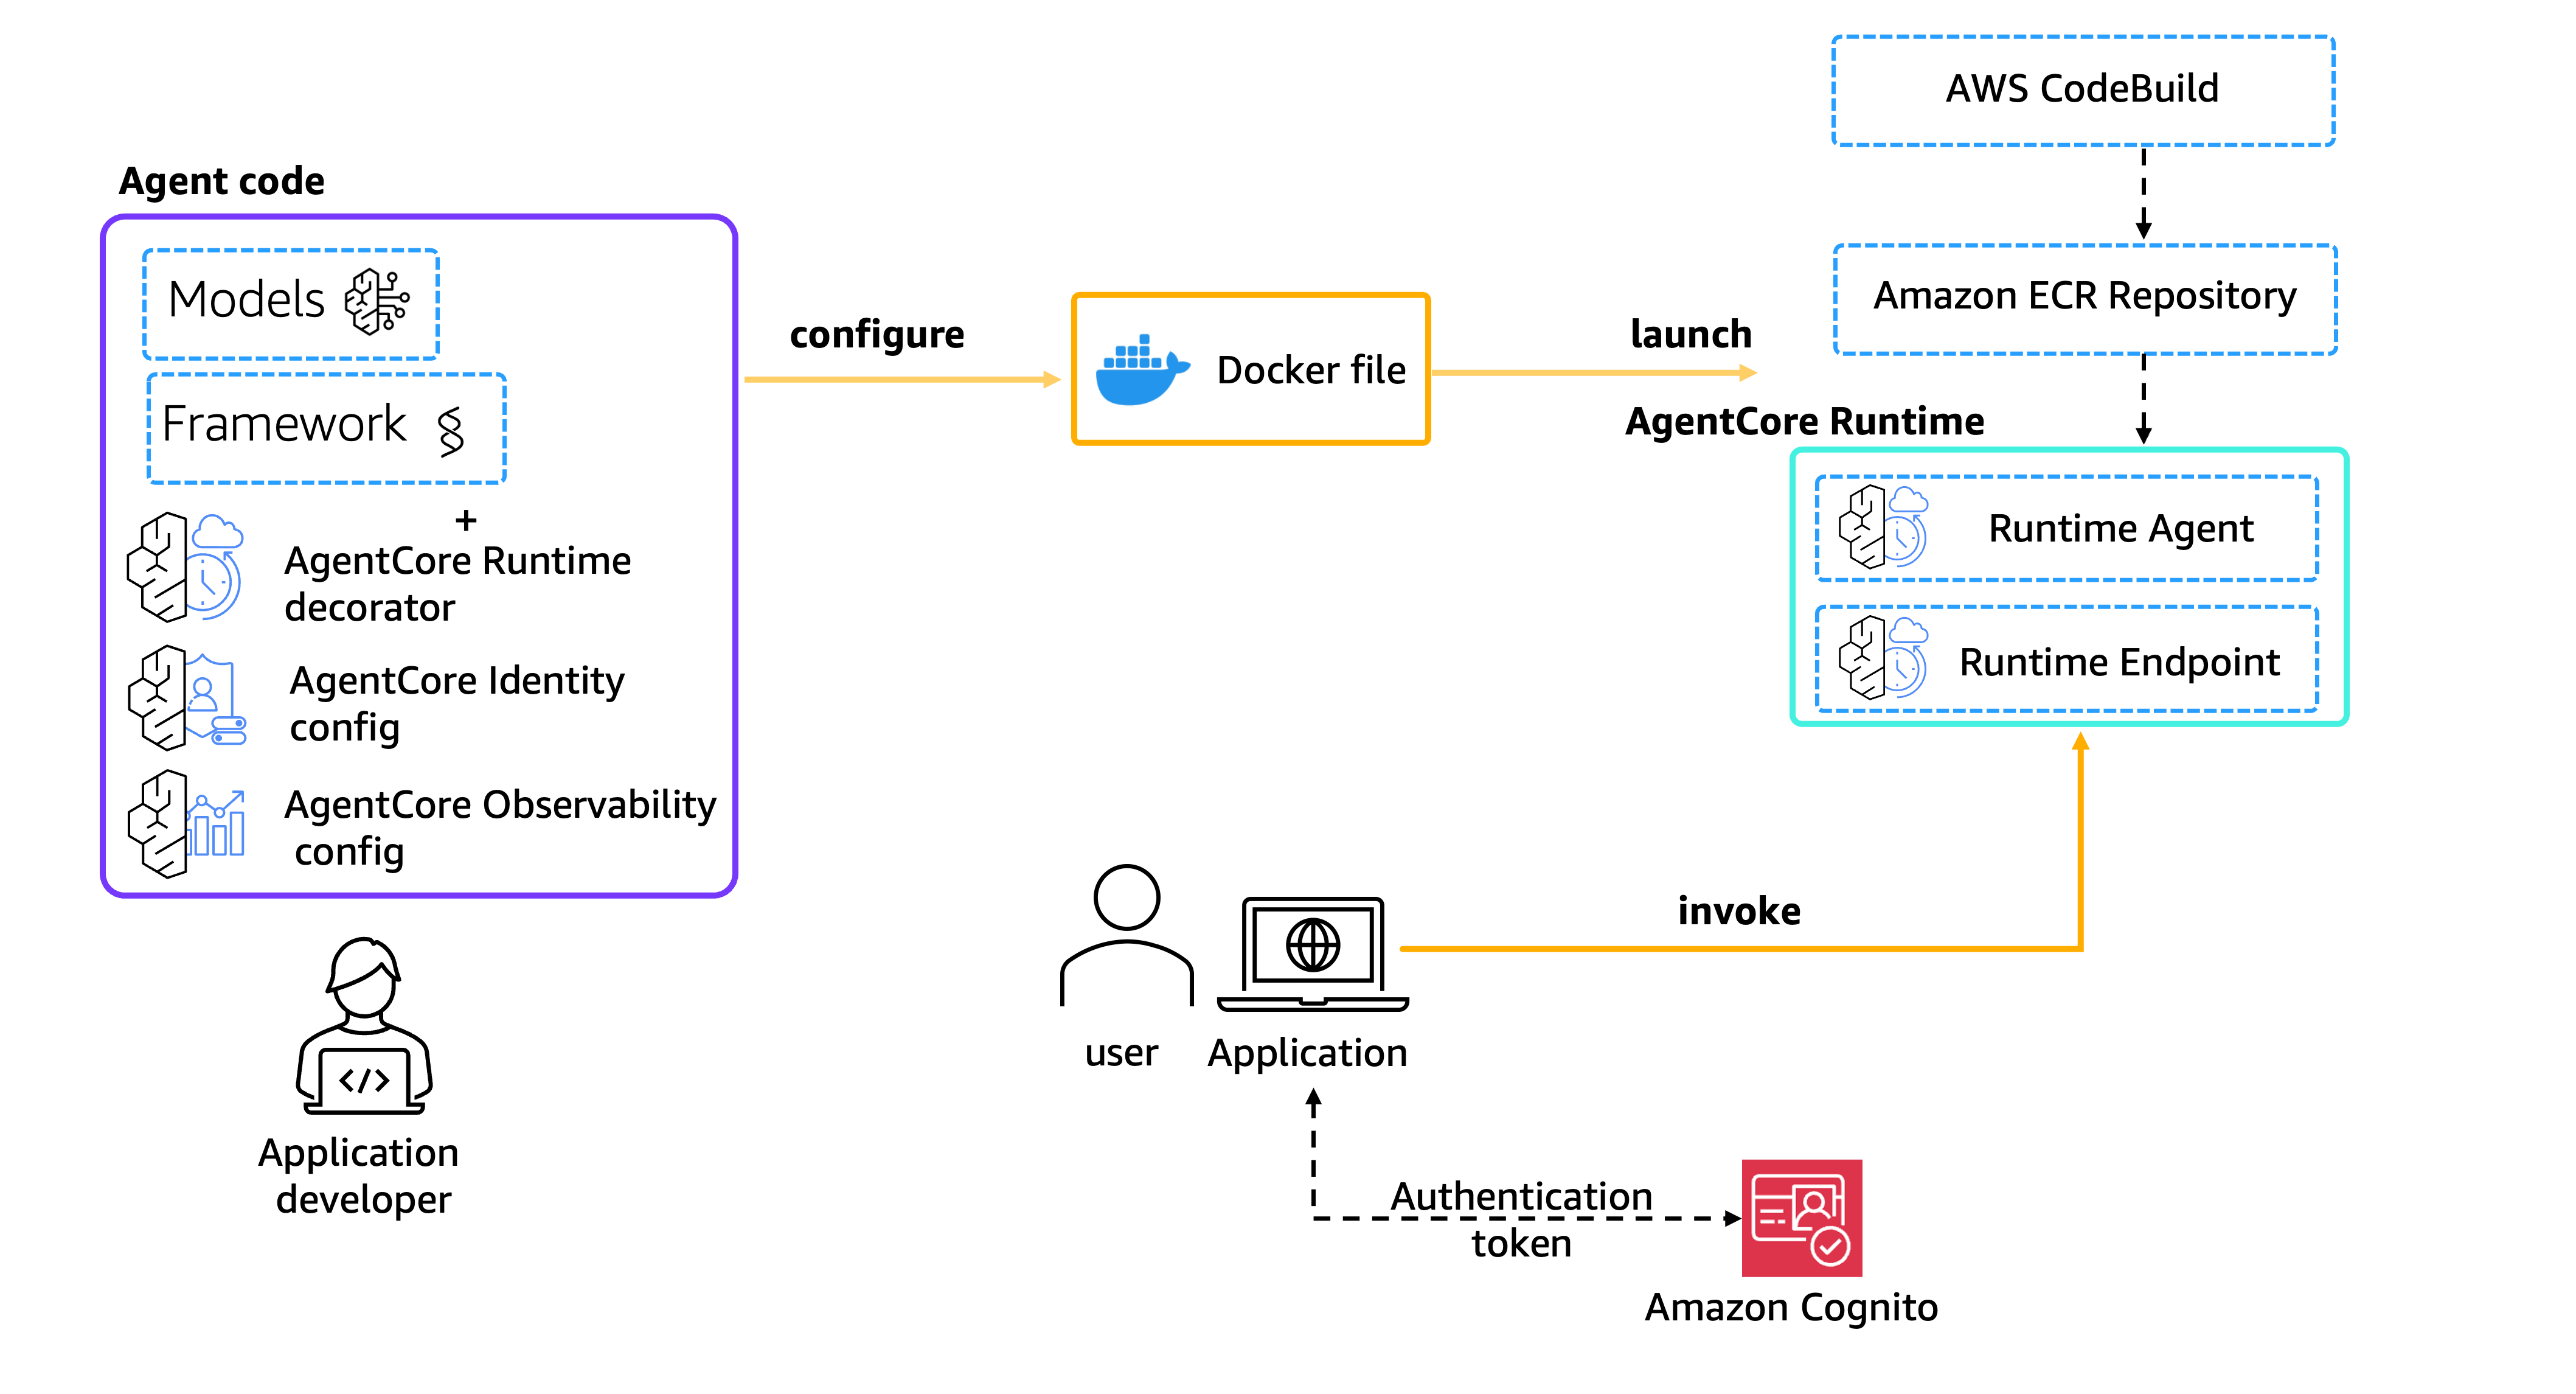 Agent code
Models
Framework
+
AgentCore Runtime
decorator
AgentCore Identity
config
AgentCore Observability
config
Application
developer
configure
Docker file
launch
AWS CodeBuild
Amazon ECR Repository
AgentCore Runtime
Runtime Agent
Runtime Endpoint
invoke
user
Application
</>
Authentication
token
Amazon Cognito